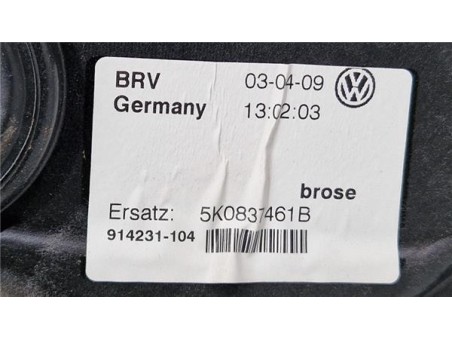 BRV 03-04-09
Germany 13:02:03
brose
Ersatz: 5K0837461B
914231-104